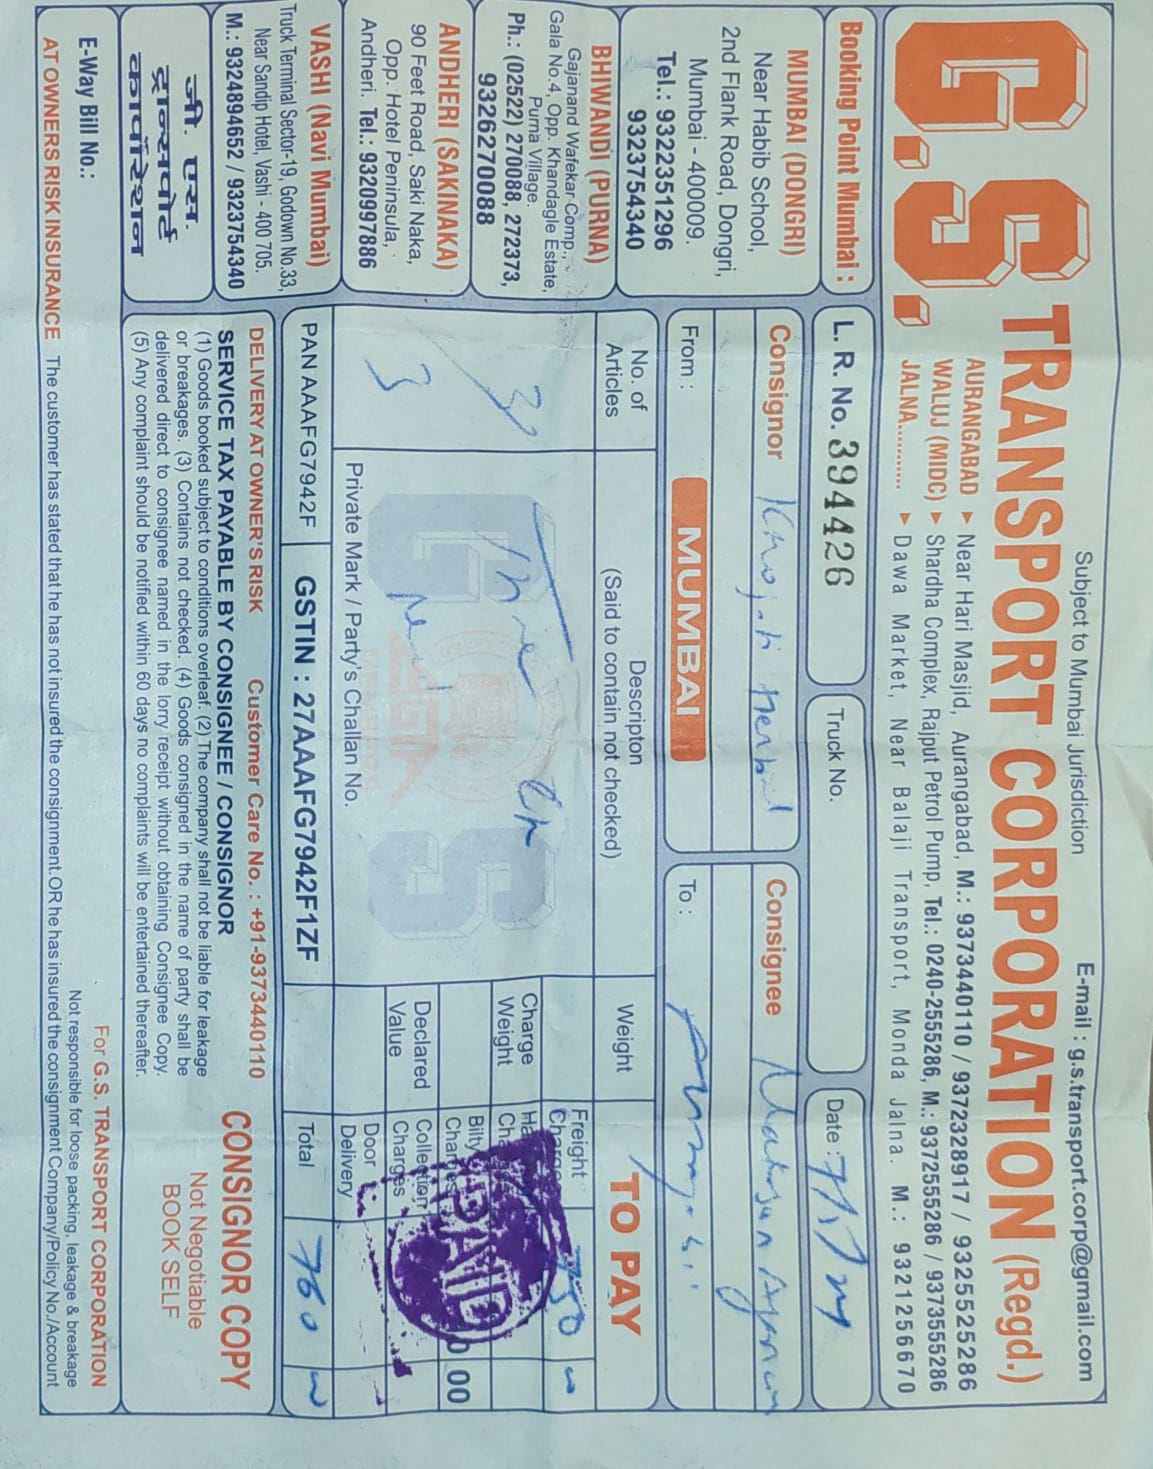 Subject to Mumbai Jurisdiction
E-mail : g.s.transport.corp@gmail.com
G.S. TRANSPORT CORPORATION (Regd.)
AURANGABAD ▸ Near Hari Masjid, Aurangabad, M.: 9373440110 / 9372328917 / 9325525286
WALUJ (MIDC) ▸ Shardha Complex, Rajput Petrol Pump, Tel.: 0240-2555286, M.: 9372555286 / 9373555286
JALNA........... ▸ Dawa Market, Near Balaji Transport, Monda Jalna. M.: 9321256670
Booking Point Mumbai :
MUMBAI (DONGRI)
Near Habib School,
2nd Flank Road, Dongri,
Mumbai - 400009.
Tel.: 9322351296
9323754340
BHIWANDI (PURNA)
Gajanand Wafekar Comp.,
Gala No.4, Opp. Khandagle Estate,
Purna Village.
Ph.: (02522) 270088, 272373,
9326270088
ANDHERI (SAKINAKA)
90 Feet Road, Saki Naka,
Opp. Hotel Peninsula,
Andheri. Tel.: 9320997886
VASHI (Navi Mumbai)
Truck Terminal Sector-19, Godown No.33,
Near Sandip Hotel, Vashi - 400 705.
M.: 9324894652 / 9323754340
जी. एस.
ट्रान्सपोर्ट
कार्पोरेशन
L. R. No. 394426
Truck No.
Date :
Consignor
Consignee
From :
MUMBAI
To :
No. of Articles
Descripton
(Said to contain not checked)
Weight
TO PAY
3
Charge Weight
Declared Value
Freight
750
Bilty
Collection Charges
Door Delivery
.00
PAID
G S
Private Mark / Party's Challan No.
PAN AAAFG7942F
GSTIN : 27AAAFG7942F1ZF
Total
760
DELIVERY AT OWNER'S RISK
Customer Care No. : +91-9373440110
SERVICE TAX PAYABLE BY CONSIGNEE / CONSIGNOR
(1) Goods booked subject to conditions overleaf. (2) The company shall not be liable for leakage
or breakages. (3) Contains not checked. (4) Goods consigned in the name of party shall be
delivered direct to consignee named in the lorry receipt without obtaining Consignee Copy.
(5) Any complaint should be notified within 60 days no complaints will be entertained thereafter.
CONSIGNOR COPY
Not Negotiable
BOOK SELF
E-Way Bill No.:
For G.S. TRANSPORT CORPORATION
Not responsible for loose packing, leakage & breakage
AT OWNERS RISK INSURANCE The customer has stated that he has not insured the consignment OR he has insured the consignment Company/Policy No./Account